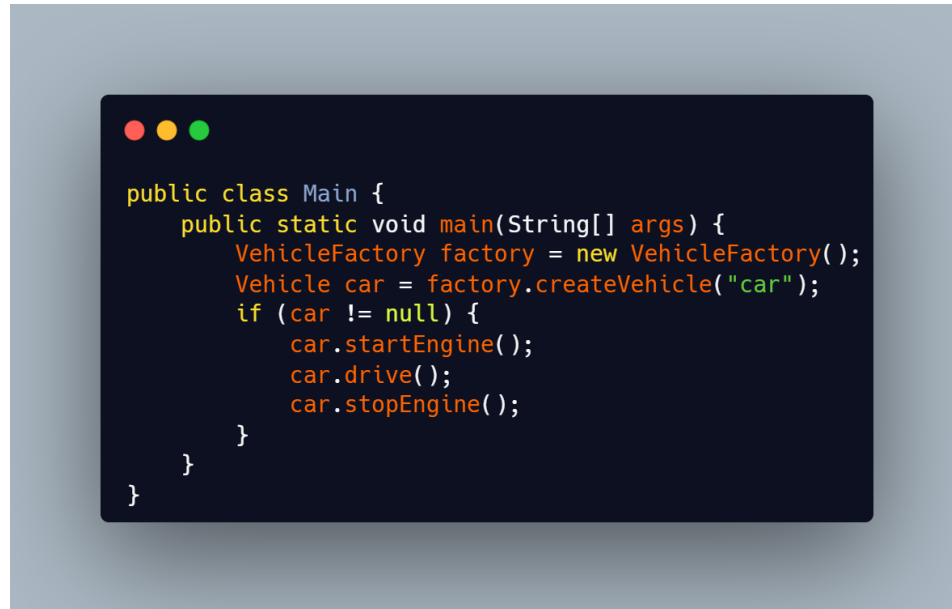 public class Main {
    public static void main(String[] args) {
        VehicleFactory factory = new VehicleFactory();
        Vehicle car = factory.createVehicle("car");
        if (car != null) {
            car.startEngine();
            car.drive();
            car.stopEngine();
        }
    }
}